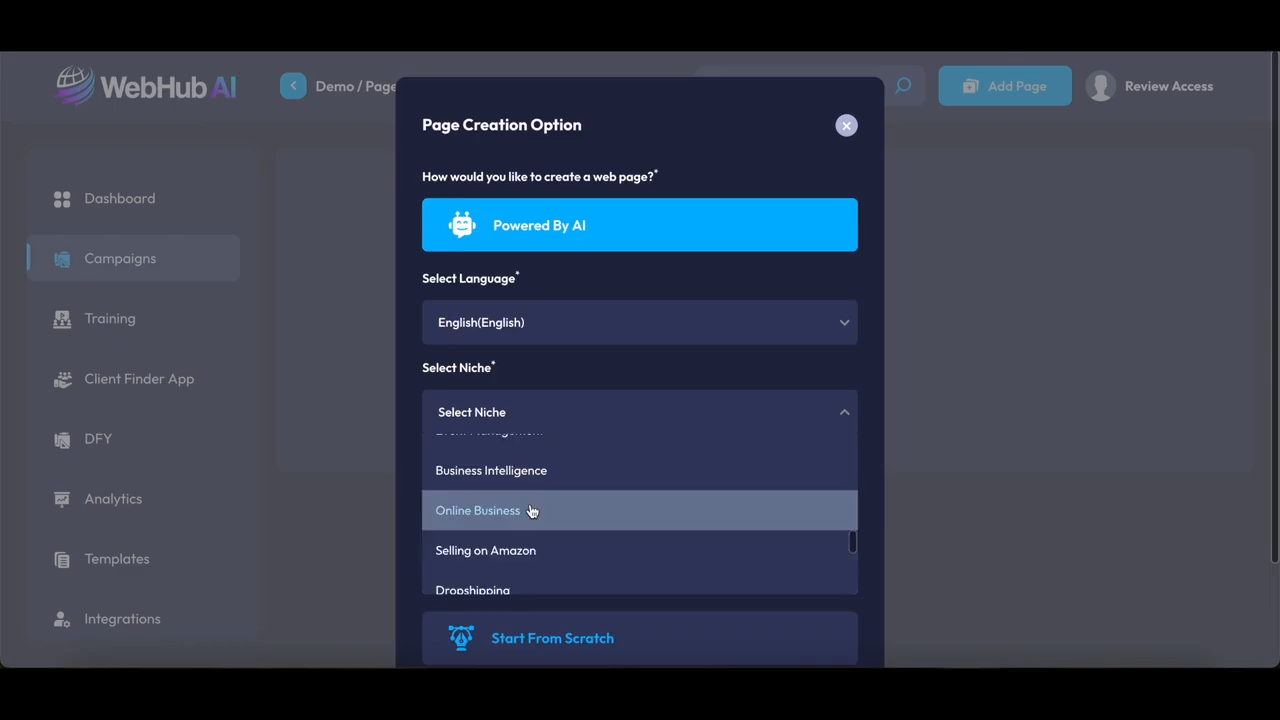 WebHub AI
Demo / Page
Add Page
Review Access
Dashboard
Campaigns
Training
Client Finder App
DFY
Analytics
Templates
Integrations
Page Creation Option
How would you like to create a web page?*
Powered By AI
Select Language*
English(English)
Select Niche*
Select Niche
Business Intelligence
Online Business
Selling on Amazon
Dropshipping
Start From Scratch